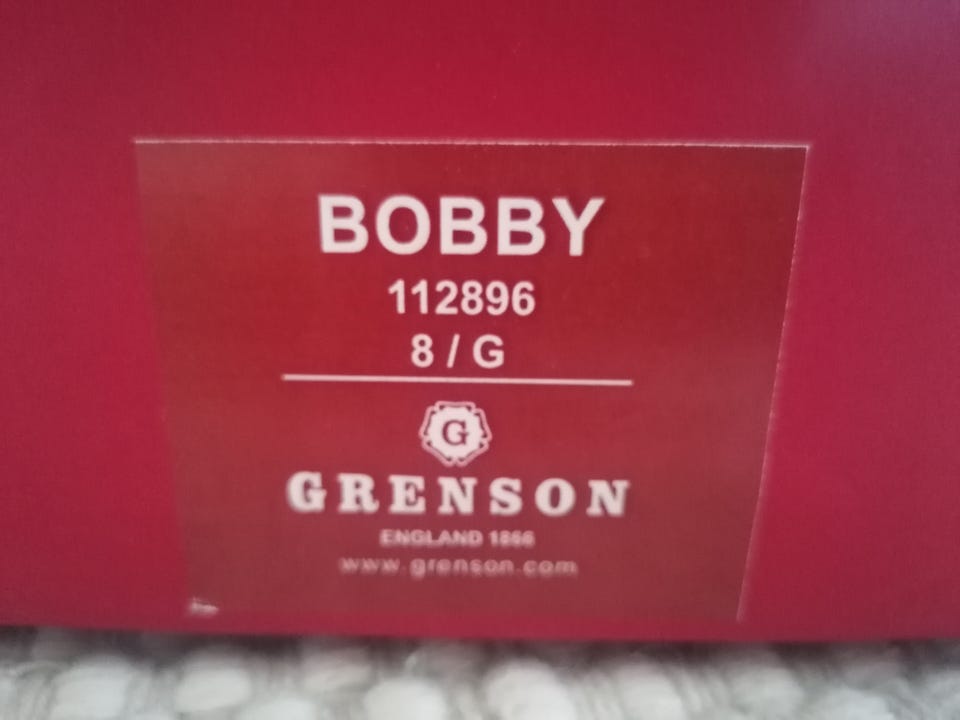 BOBBY
112896
8 / G
G
GRENSON
ENGLAND 1866
www.grenson.com